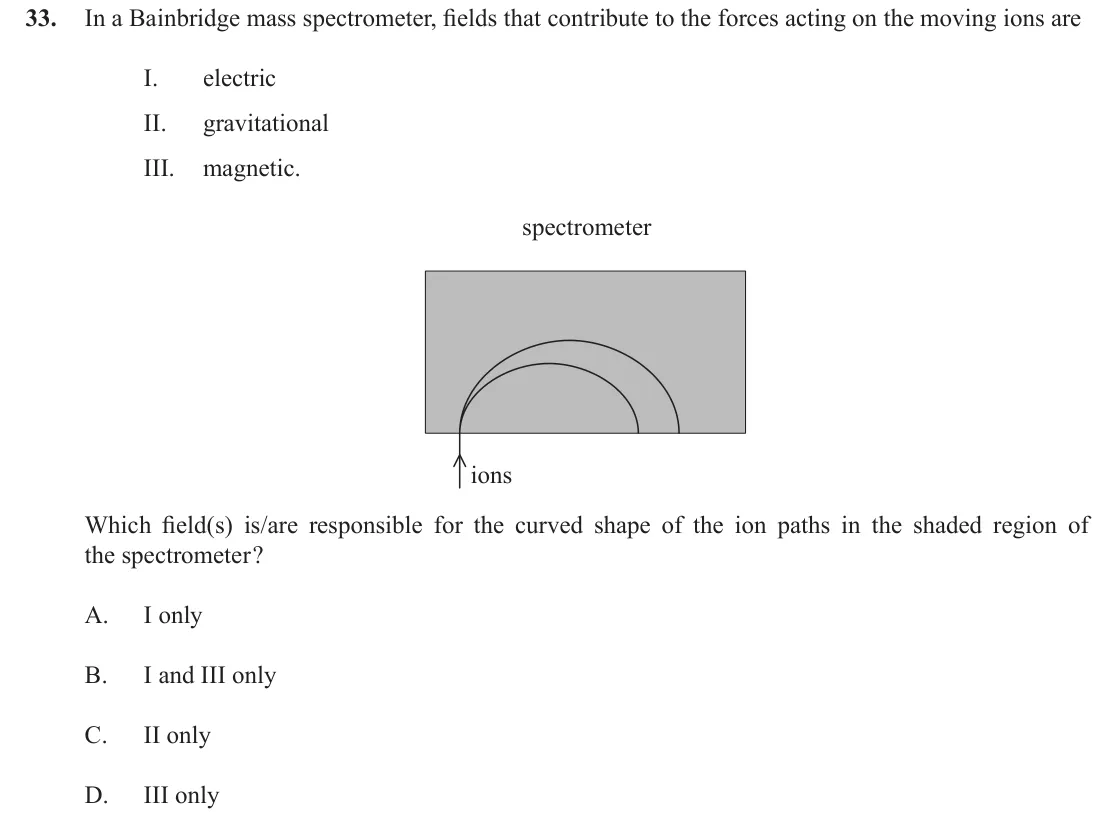 33. In a Bainbridge mass spectrometer, fields that contribute to the forces acting on the moving ions are
I. electric
II. gravitational
III. magnetic.
spectrometer
ions
Which field(s) is/are responsible for the curved shape of the ion paths in the shaded region of
the spectrometer?
A. I only
B. I and III only
C. II only
D. III only